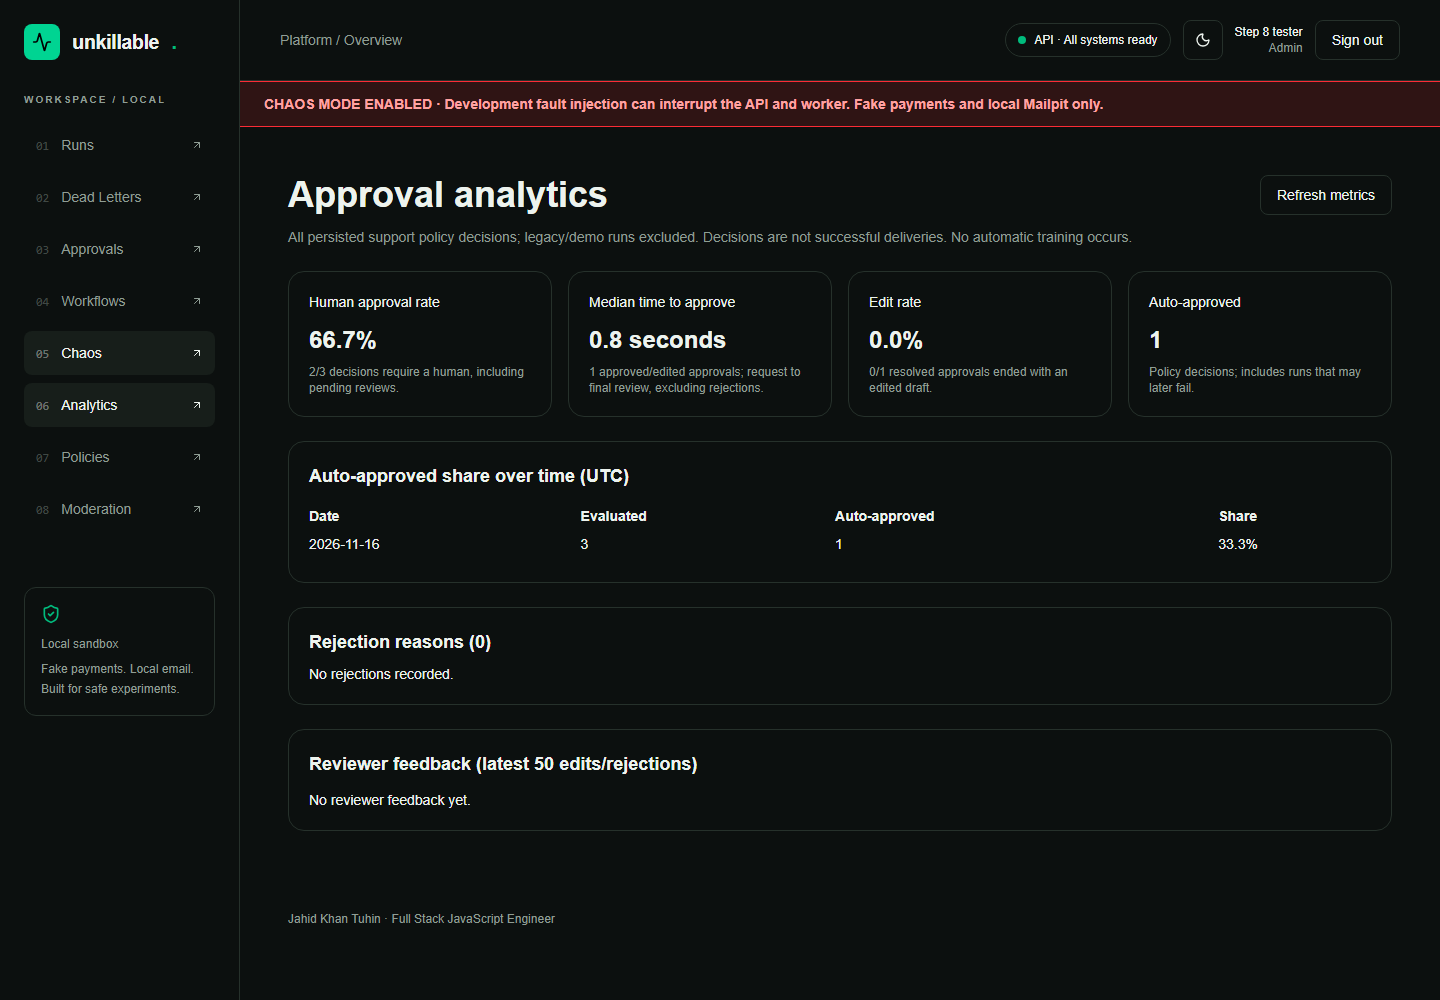 unkillable .
WORKSPACE / LOCAL
01 Runs
02 Dead Letters
03 Approvals
04 Workflows
05 Chaos
06 Analytics
07 Policies
08 Moderation
Local sandbox
Fake payments. Local email.
Built for safe experiments.
Platform / Overview
API · All systems ready
Step 8 tester
Admin
Sign out
CHAOS MODE ENABLED · Development fault injection can interrupt the API and worker. Fake payments and local Mailpit only.
Approval analytics
Refresh metrics
All persisted support policy decisions; legacy/demo runs excluded. Decisions are not successful deliveries. No automatic training occurs.
Human approval rate
66.7%
2/3 decisions require a human, including
pending reviews.
Median time to approve
0.8 seconds
1 approved/edited approvals; request to
final review, excluding rejections.
Edit rate
0.0%
0/1 resolved approvals ended with an
edited draft.
Auto-approved
1
Policy decisions; includes runs that may
later fail.
Auto-approved share over time (UTC)
Date Evaluated Auto-approved Share
2026-11-16 3 1 33.3%
Rejection reasons (0)
No rejections recorded.
Reviewer feedback (latest 50 edits/rejections)
No reviewer feedback yet.
Jahid Khan Tuhin · Full Stack JavaScript Engineer